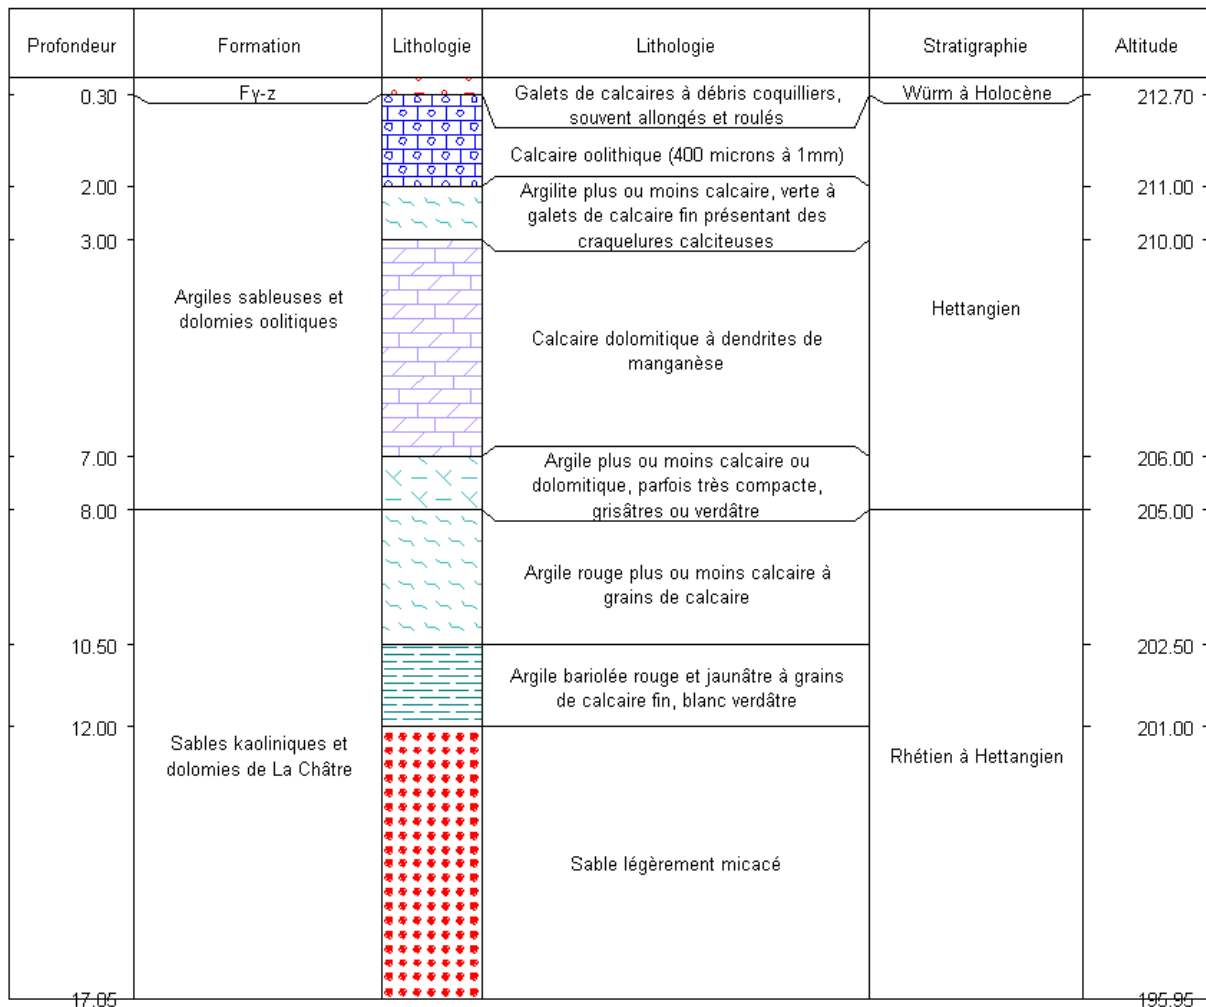 Profondeur Formation Lithologie Lithologie Stratigraphie Altitude
0.30 Fy-z Galets de calcaires à débris coquilliers, Würm à Holocène 212.70
souvent allongés et roulés
Calcaire oolithique (400 microns à 1mm)
2.00 Argilite plus ou moins calcaire, verte à 211.00
galets de calcaire fin présentant des
3.00 craquelures calciteuses 210.00
Argiles sableuses et
dolomies oolitiques
Hettangien
Calcaire dolomitique à dendrites de
manganèse
7.00 Argile plus ou moins calcaire ou 206.00
dolomitique, parfois très compacte,
8.00 grisâtres ou verdâtre 205.00
Argile rouge plus ou moins calcaire à
grains de calcaire
10.50 202.50
Argile bariolée rouge et jaunâtre à grains
de calcaire fin, blanc verdâtre
12.00 201.00
Sables kaoliniques et
dolomies de La Châtre
Rhétien à Hettangien
Sable légèrement micacé
17.05 195.95